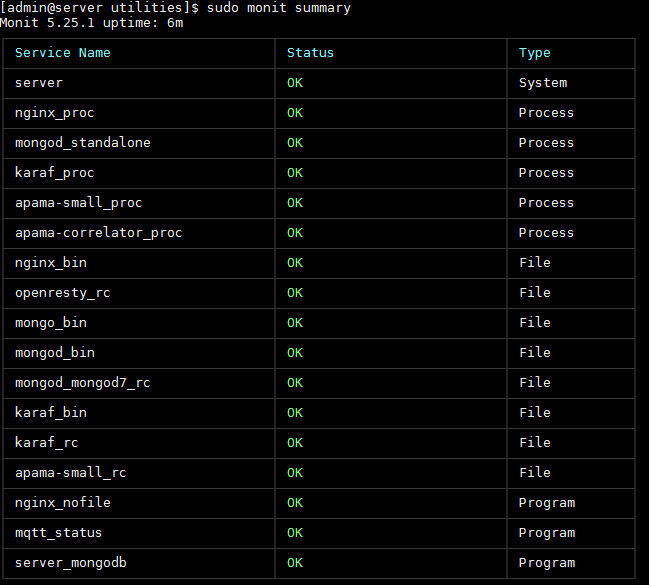 [admin@server utilities]$ sudo monit summary
Monit 5.25.1 uptime: 6m
Service Name Status Type
server OK System
nginx_proc OK Process
mongod_standalone OK Process
karaf_proc OK Process
apama-small_proc OK Process
apama-correlator_proc OK Process
nginx_bin OK File
openresty_rc OK File
mongo_bin OK File
mongod_bin OK File
mongod_mongod7_rc OK File
karaf_bin OK File
karaf_rc OK File
apama-small_rc OK File
nginx_nofile OK Program
mqtt_status OK Program
server_mongodb OK Program